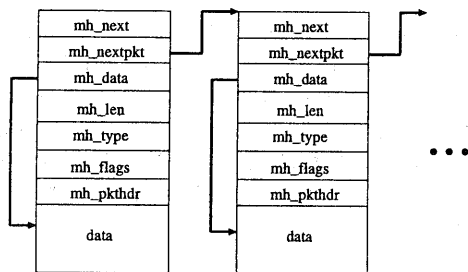 mh_next
mh_nextpkt
mh_data
mh_len
mh_type
mh_flags
mh_pkthdr
data
mh_next
mh_nextpkt
mh_data
mh_len
mh_type
mh_flags
mh_pkthdr
data